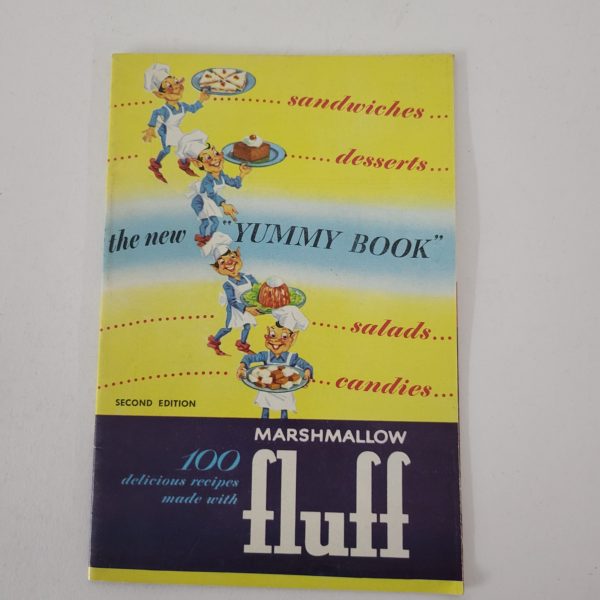 sandwiches...
desserts...
the new "YUMMY BOOK"
salads...
candies...
SECOND EDITION
100
delicious recipes
made with
MARSHMALLOW
fluff